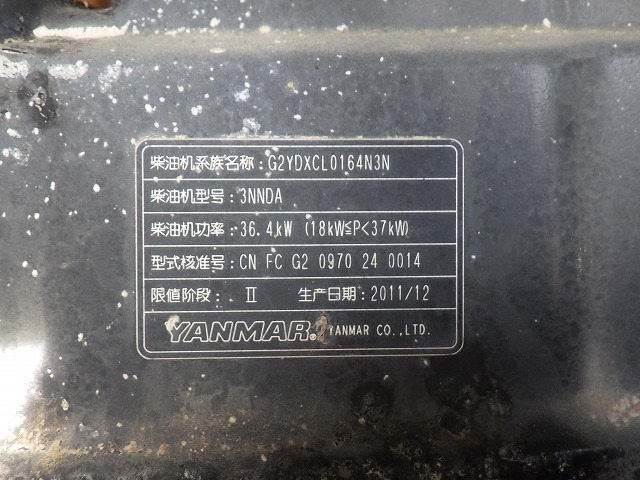 柴油机系族名称：G2YDXCL0164N3N
柴油机型号：3NNDA
柴油机功率：36.4kW (18kW≦P<37kW)
型式核准号：CN FC G2 0970 24 0014
限值阶段：Ⅱ 生产日期：2011/12
YANMAR® YANMAR CO.,LTD.